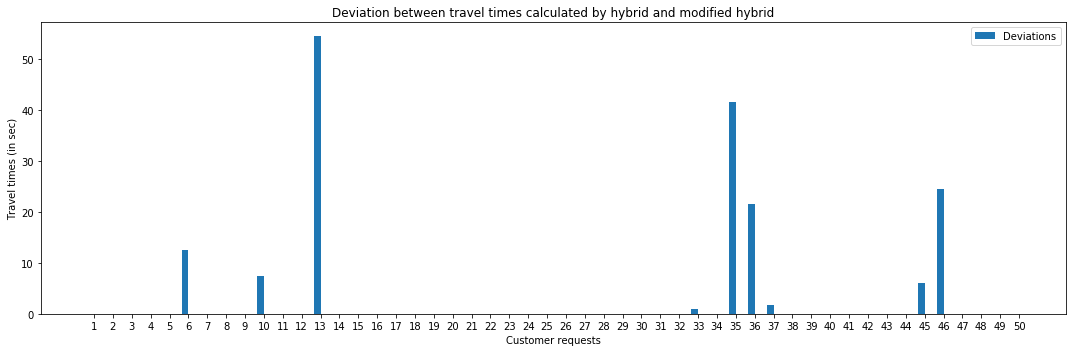 Deviation between travel times calculated by hybrid and modified hybrid
Deviations
Travel times (in sec)
50
40
30
20
10
0
1 2 3 4 5 6 7 8 9 10 11 12 13 14 15 16 17 18 19 20 21 22 23 24 25 26 27 28 29 30 31 32 33 34 35 36 37 38 39 40 41 42 43 44 45 46 47 48 49 50
Customer requests